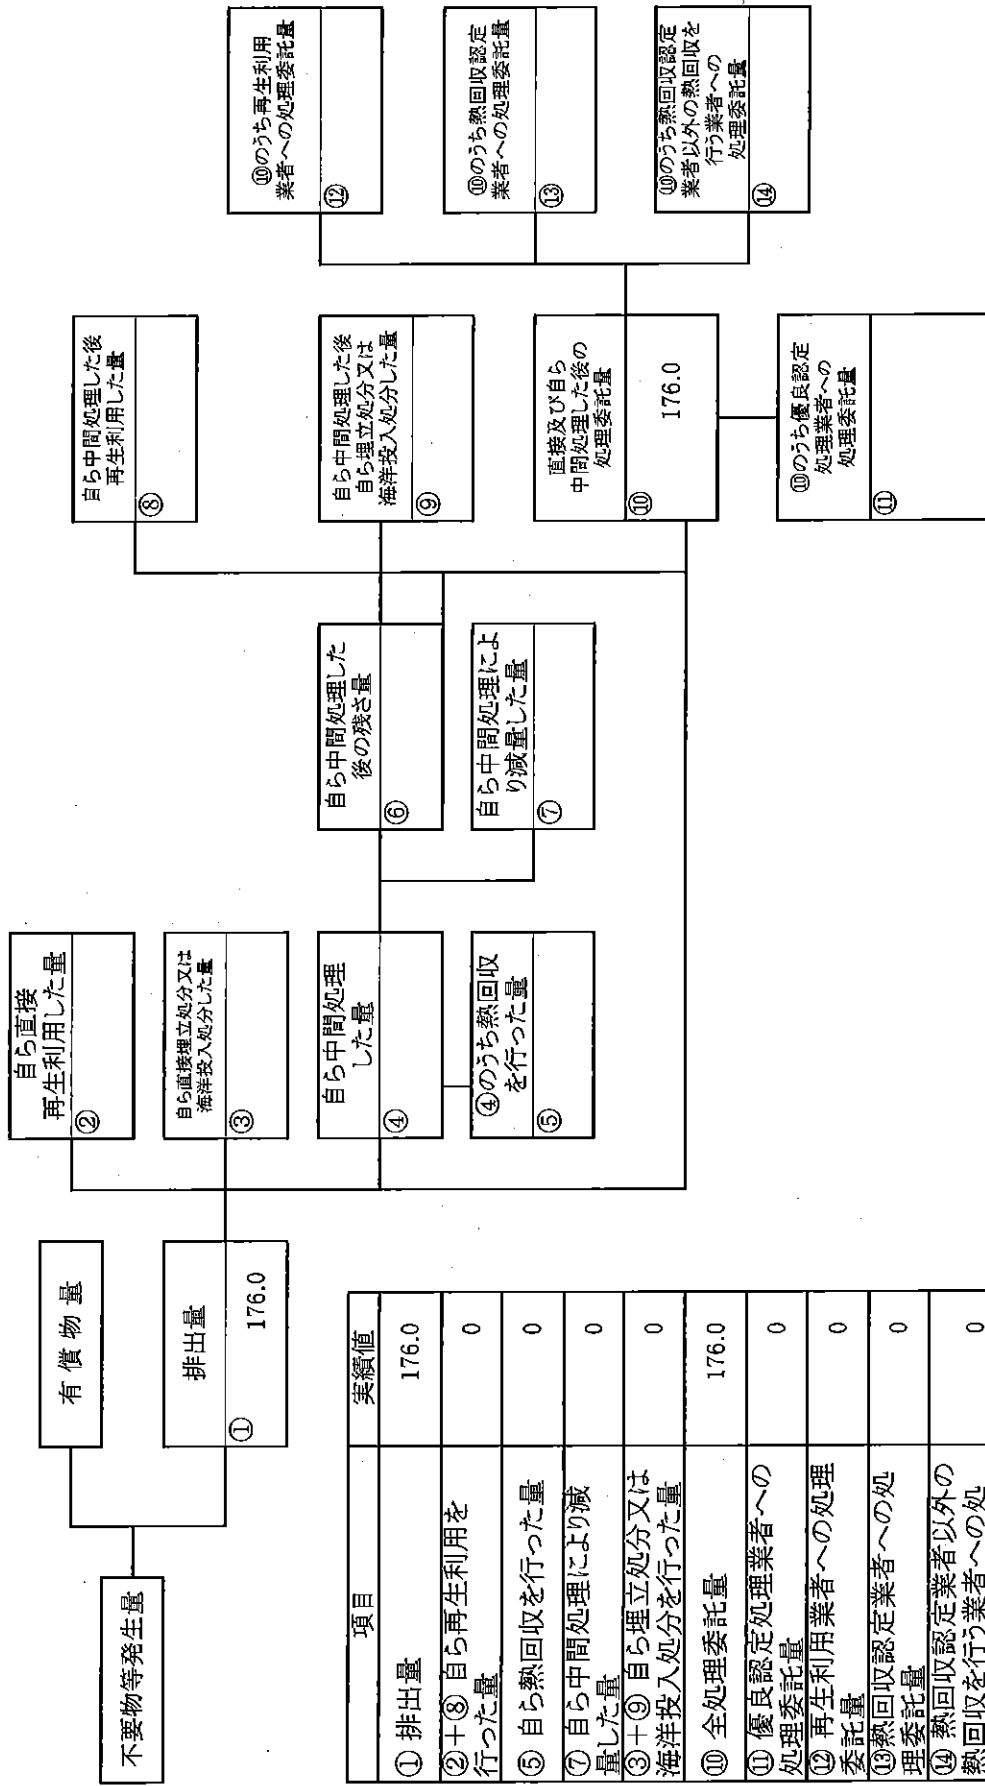 不要物等発生量
有償物量
排出量
①
176.0
自ら直接
再生利用した量
②
自ら直接埋立処分又は
海洋投入処分した量
③
自ら中間処理
した量
④
④のうち熱回収
を行った量
⑤
自ら中間処理した
後の残さ量
⑥
自ら中間処理によ
り減量した量
⑦
自ら中間処理した後
再生利用した量
⑧
自ら中間処理した後
自ら埋立処分又は
海洋投入処分した量
⑨
直接及び自ら
中間処理した後の
処理委託量
⑩
176.0
⑩のうち優良認定
処理業者への
処理委託量
⑪
⑩のうち再生利用
業者への処理委託量
⑫
⑩のうち熱回収認定
業者への処理委託量
⑬
⑩のうち熱回収認定
業者以外の熱回収を
行う業者への
処理委託量
⑭
項目 実績値
① 排出量 176.0
②+⑧ 自ら再生利用を
行った量 0
⑤ 自ら熱回収を行った量 0
⑦ 自ら中間処理により減
量した量 0
③+⑨ 自ら埋立処分又は
海洋投入処分を行った量 0
⑩ 全処理委託量 176.0
⑪ 優良認定処理業者への
処理委託量 0
⑫ 再生利用業者への処理
委託量 0
⑬熱回収認定業者への処
理委託量 0
⑭ 熱回収認定業者以外の
熱回収を行う業者への処 0